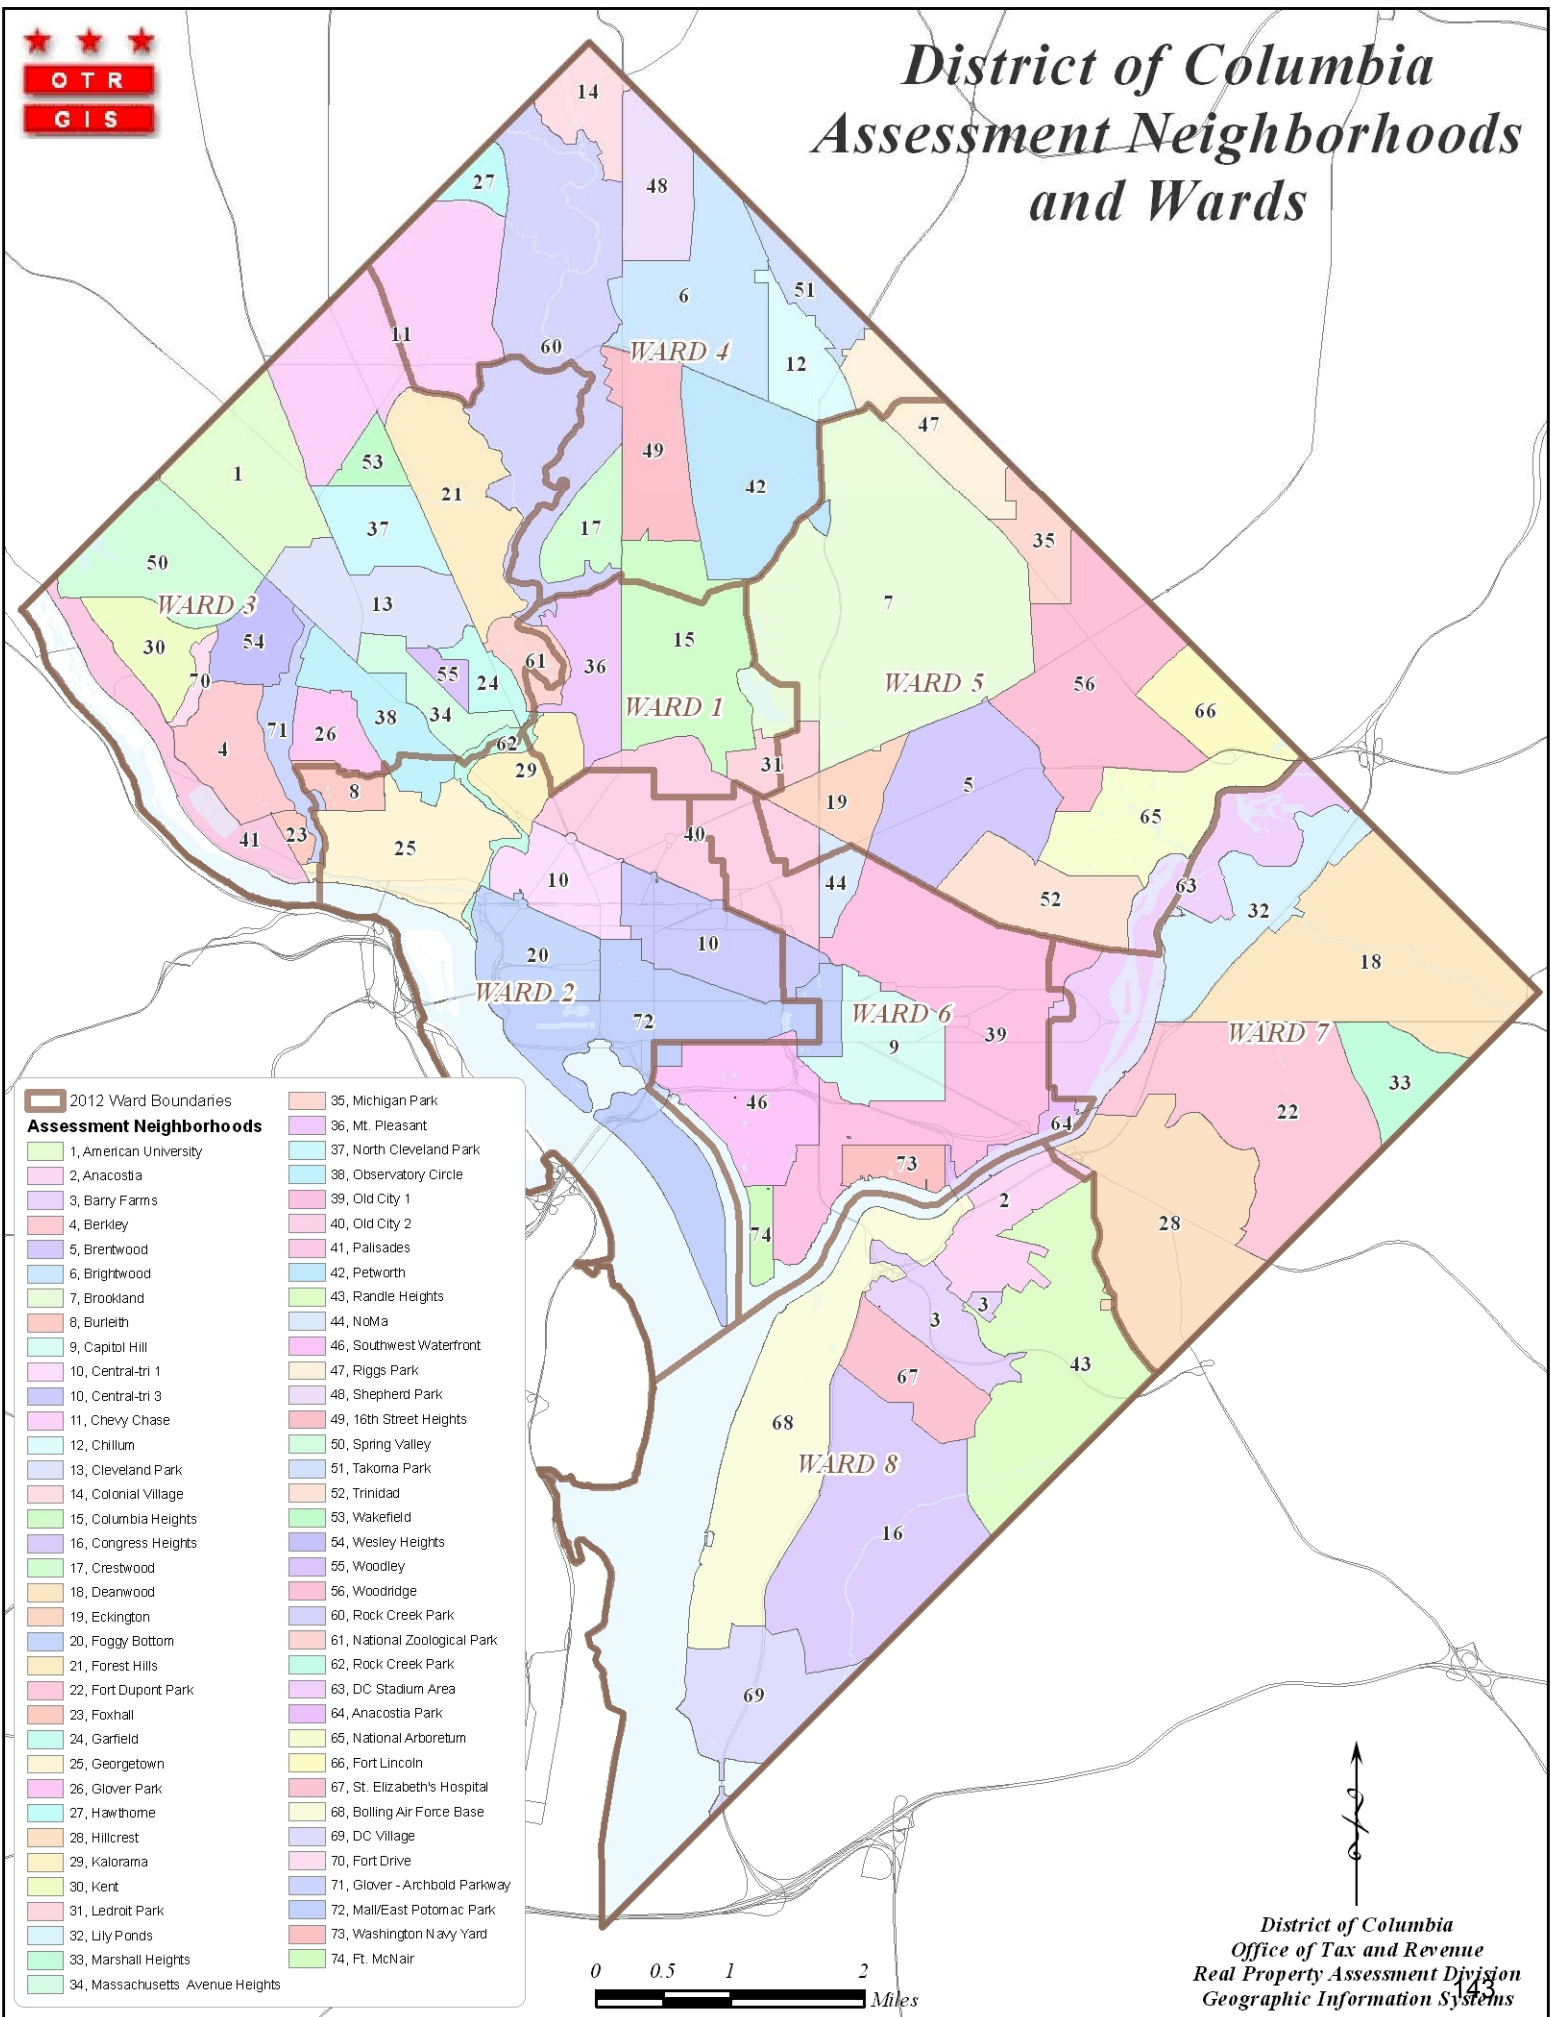 OTR
GIS
District of Columbia
Assessment Neighborhoods
and Wards
14
27
48
6
51
11
60
WARD 4
12
47
1
53
21
49
42
37
17
35
50
WARD 3
13
7
30
54
15
70
61
36
55
24
WARD 5
56
66
4
71
26
38
34
WARD 1
62
29
31
8
19
5
41
23
25
40
65
10
44
52
63
32
20
10
18
WARD 2
72
WARD 6
9
39
WARD 7
33
46
22
64
73
2
28
74
3
3
43
67
68
WARD 8
16
69
2012 Ward Boundaries
Assessment Neighborhoods
1, American University
2, Anacostia
3, Barry Farms
4, Berkley
5, Brentwood
6, Brightwood
7, Brookland
8, Burleith
9, Capitol Hill
10, Central-tri 1
10, Central-tri 3
11, Chevy Chase
12, Chillum
13, Cleveland Park
14, Colonial Village
15, Columbia Heights
16, Congress Heights
17, Crestwood
18, Deanwood
19, Eckington
20, Foggy Bottom
21, Forest Hills
22, Fort Dupont Park
23, Foxhall
24, Garfield
25, Georgetown
26, Glover Park
27, Hawthorne
28, Hillcrest
29, Kalorama
30, Kent
31, Ledroit Park
32, Lily Ponds
33, Marshall Heights
34, Massachusetts Avenue Heights
35, Michigan Park
36, Mt. Pleasant
37, North Cleveland Park
38, Observatory Circle
39, Old City 1
40, Old City 2
41, Palisades
42, Petworth
43, Randle Heights
44, NoMa
46, Southwest Waterfront
47, Riggs Park
48, Shepherd Park
49, 16th Street Heights
50, Spring Valley
51, Takoma Park
52, Trinidad
53, Wakefield
54, Wesley Heights
55, Woodley
56, Woodridge
60, Rock Creek Park
61, National Zoological Park
62, Rock Creek Park
63, DC Stadium Area
64, Anacostia Park
65, National Arboretum
66, Fort Lincoln
67, St. Elizabeth's Hospital
68, Bolling Air Force Base
69, DC Village
70, Fort Drive
71, Glover - Archbold Parkway
72, Mall/East Potomac Park
73, Washington Navy Yard
74, Ft. McNair
0 0.5 1 2
Miles
District of Columbia
Office of Tax and Revenue
Real Property Assessment Division
Geographic Information Systems
143